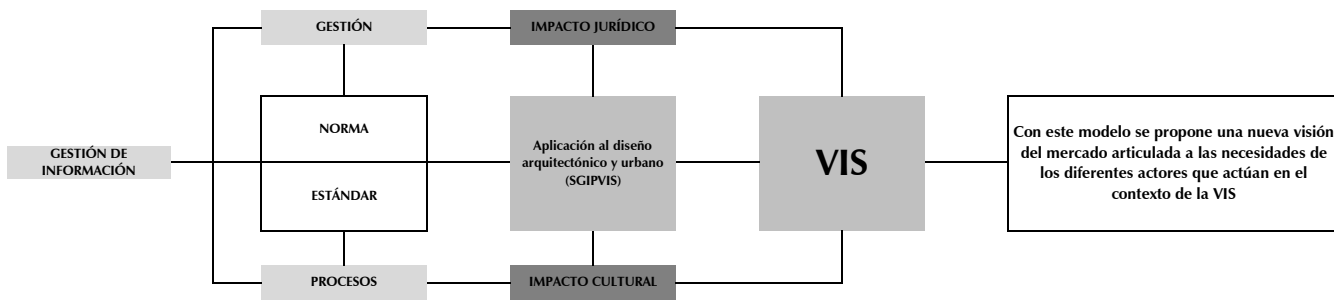 GESTIÓN
IMPACTO JURÍDICO
GESTIÓN DE
INFORMACIÓN
NORMA
ESTÁNDAR
Aplicación al diseño
arquitectónico y urbano
(SGIPVIS)
VIS
Con este modelo se propone una nueva visión
del mercado articulada a las necesidades de
los diferentes actores que actúan en el
contexto de la VIS
PROCESOS
IMPACTO CULTURAL